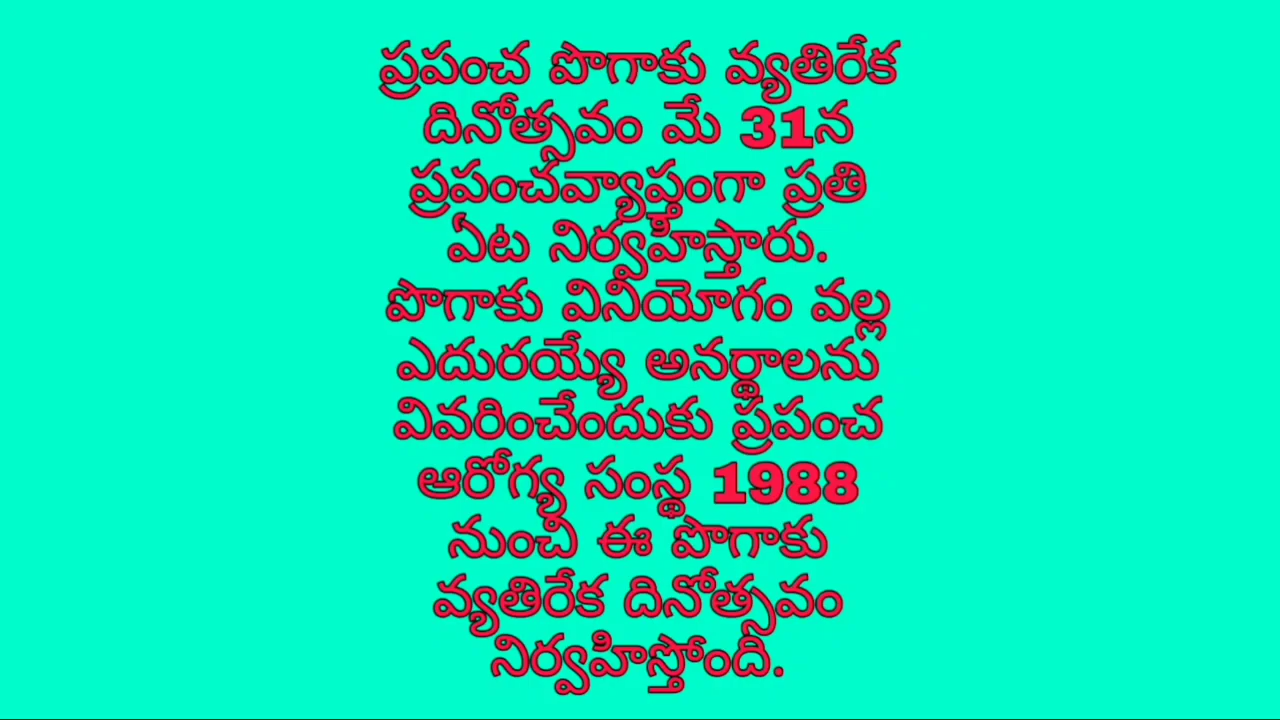 ప్రపంచ పొగాకు వ్యతిరేక
దినోత్సవం మే 31న
ప్రపంచవ్యాప్తంగా ప్రతి
ఏట నిర్వహిస్తారు.
పొగాకు వినియోగం వల్ల
ఎదురయ్యే అనర్థాలను
వివరించేందుకు ప్రపంచ
ఆరోగ్య సంస్థ 1988
నుంచి ఈ పొగాకు
వ్యతిరేక దినోత్సవం
నిర్వహిస్తోంది.